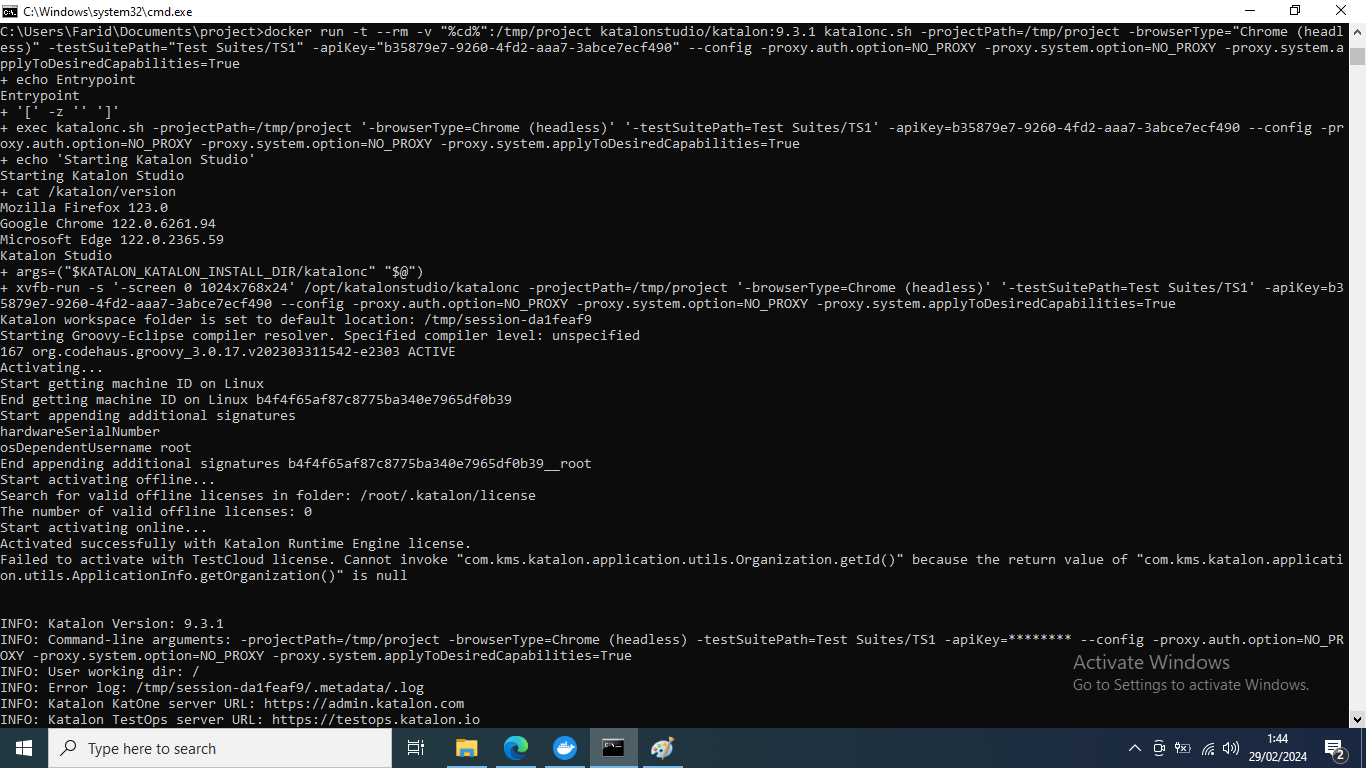 C:\Windows\system32\cmd.exe
C:\Users\Farid\Documents\project>docker run -t --rm -v "%cd%":/tmp/project katalonstudio/katalon:9.3.1 katalonc.sh -projectPath=/tmp/project -browserType="Chrome (headl
ess)" -testSuitePath="Test Suites/TS1" -apiKey="b35879e7-9260-4fd2-aaa7-3abce7ecf490" --config -proxy.auth.option=NO_PROXY -proxy.system.option=NO_PROXY -proxy.system.a
pplyToDesiredCapabilities=True
+ echo Entrypoint
Entrypoint
+ '[' -z '' ']'
+ exec katalonc.sh -projectPath=/tmp/project '-browserType=Chrome (headless)' '-testSuitePath=Test Suites/TS1' -apiKey=b35879e7-9260-4fd2-aaa7-3abce7ecf490 --config -pr
oxy.auth.option=NO_PROXY -proxy.system.option=NO_PROXY -proxy.system.applyToDesiredCapabilities=True
+ echo 'Starting Katalon Studio'
Starting Katalon Studio
+ cat /katalon/version
Mozilla Firefox 123.0
Google Chrome 122.0.6261.94
Microsoft Edge 122.0.2365.59
Katalon Studio
+ args=("$KATALON_KATALON_INSTALL_DIR/katalonc" "$@")
+ xvfb-run -s '-screen 0 1024x768x24' /opt/katalonstudio/katalonc -projectPath=/tmp/project '-browserType=Chrome (headless)' '-testSuitePath=Test Suites/TS1' -apiKey=b3
5879e7-9260-4fd2-aaa7-3abce7ecf490 --config -proxy.auth.option=NO_PROXY -proxy.system.option=NO_PROXY -proxy.system.applyToDesiredCapabilities=True
Katalon workspace folder is set to default location: /tmp/session-da1feaf9
Starting Groovy-Eclipse compiler resolver. Specified compiler level: unspecified
167 org.codehaus.groovy_3.0.17.v202303311542-e2303 ACTIVE
Activating...
Start getting machine ID on Linux
End getting machine ID on Linux b4f4f65af87c8775ba340e7965df0b39
Start appending additional signatures
hardwareSerialNumber
osDependentUsername root
End appending additional signatures b4f4f65af87c8775ba340e7965df0b39__root
Start activating offline...
Search for valid offline licenses in folder: /root/.katalon/license
The number of valid offline licenses: 0
Start activating online...
Activated successfully with Katalon Runtime Engine license.
Failed to activate with TestCloud license. Cannot invoke "com.kms.katalon.application.utils.Organization.getId()" because the return value of "com.kms.katalon.applicati
on.utils.ApplicationInfo.getOrganization()" is null
INFO: Katalon Version: 9.3.1
INFO: Command-line arguments: -projectPath=/tmp/project -browserType=Chrome (headless) -testSuitePath=Test Suites/TS1 -apiKey=******** --config -proxy.auth.option=NO_PR
OXY -proxy.system.option=NO_PROXY -proxy.system.applyToDesiredCapabilities=True
INFO: User working dir: /
INFO: Error log: /tmp/session-da1feaf9/.metadata/.log
INFO: Katalon KatOne server URL: https://admin.katalon.com
INFO: Katalon TestOps server URL: https://testops.katalon.io
Activate Windows
Go to Settings to activate Windows.
Type here to search
1:44
29/02/2024
2